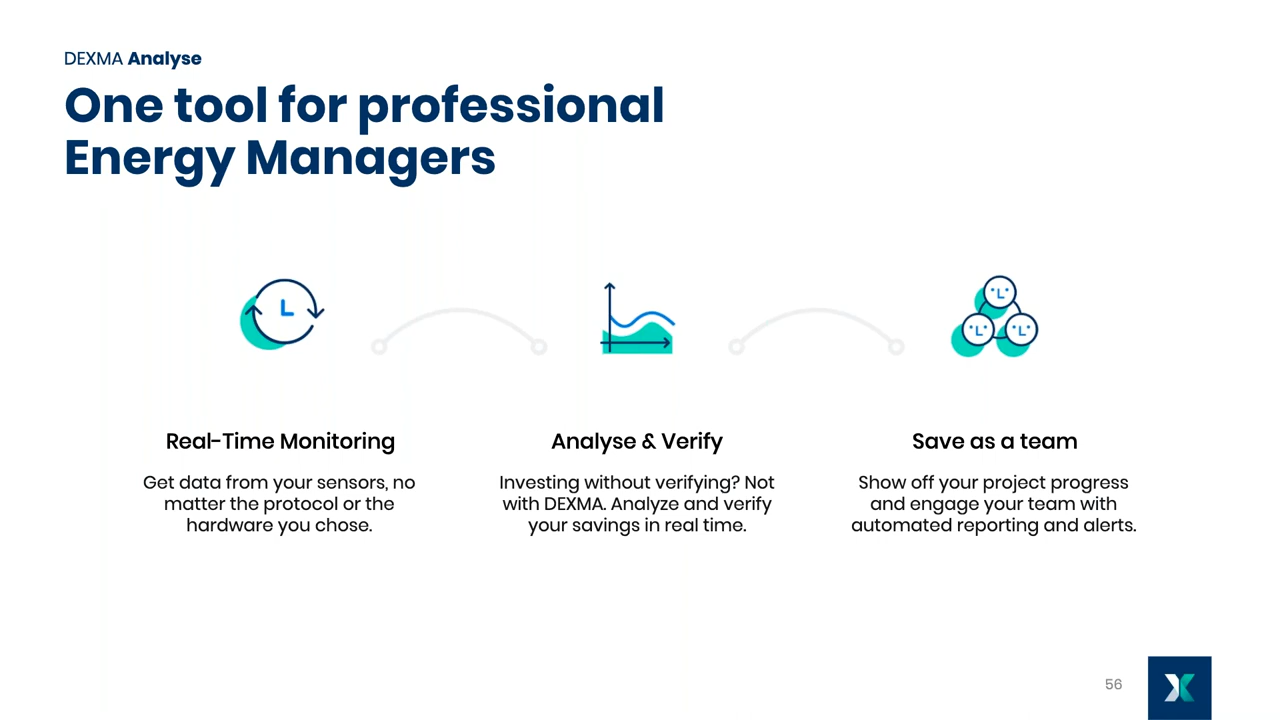 DEXMA Analyse
One tool for professional
Energy Managers
Real-Time Monitoring
Get data from your sensors, no
matter the protocol or the
hardware you chose.
Analyse & Verify
Investing without verifying? Not
with DEXMA. Analyze and verify
your savings in real time.
Save as a team
Show off your project progress
and engage your team with
automated reporting and alerts.
56